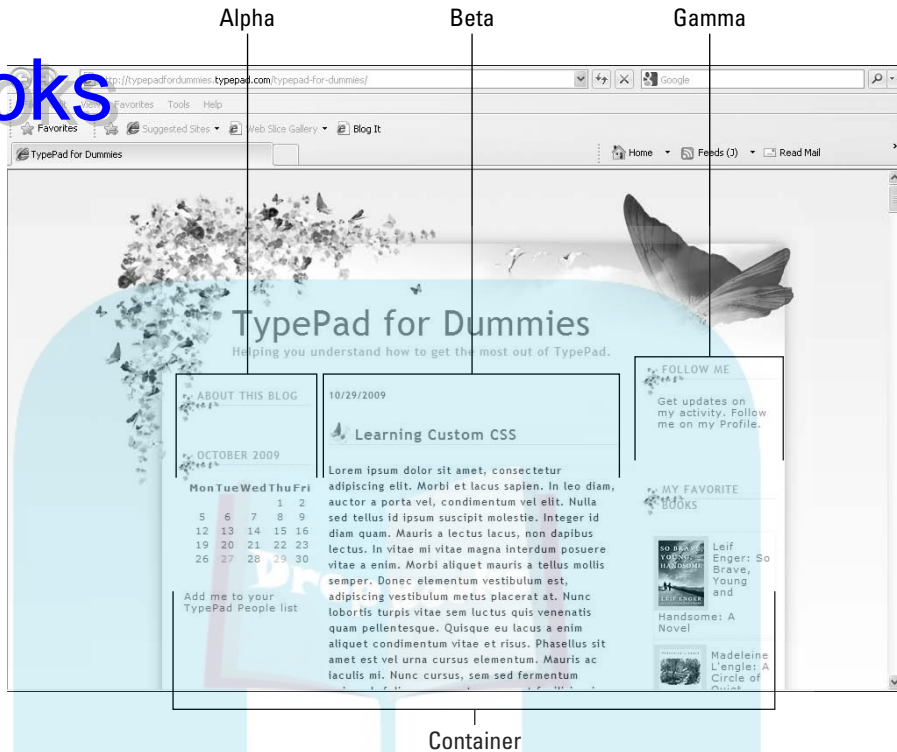 Alpha Beta Gamma
oks
http://typepadfordummies.typepad.com/typepad-for-dummies/
Google
View Favorites Tools Help
Favorites Suggested Sites Web Slice Gallery Blog It
TypePad for Dummies
Home Feeds (J) Read Mail
TypePad for Dummies
Helping you understand how to get the most out of TypePad.
ABOUT THIS BLOG
OCTOBER 2009
Mon Tue Wed Thu Fri
1 2
5 6 7 8 9
12 13 14 15 16
19 20 21 22 23
26 27 28 29 30
Add me to your
TypePad People list
10/29/2009
Learning Custom CSS
Lorem ipsum dolor sit amet, consectetur
adipiscing elit. Morbi et lacus sapien. In leo diam,
auctor a porta vel, condimentum vel elit. Nulla
sed tellus id ipsum suscipit molestie. Integer id
diam quam. Mauris a lectus lacus, non dapibus
lectus. In vitae mi vitae magna interdum posuere
vitae a enim. Morbi aliquet mauris a tellus mollis
semper. Donec elementum vestibulum est,
adipiscing vestibulum metus placerat at. Nunc
lobortis turpis vitae sem luctus quis venenatis
quam pellentesque. Quisque eu lacus a enim
aliquet condimentum vitae et risus. Phasellus sit
amet est vel urna cursus elementum. Mauris ac
iaculis mi. Nunc cursus, sem sed fermentum
FOLLOW ME
Get updates on
my activity. Follow
me on my Profile.
MY FAVORITE
BOOKS
SO BRAVE,
YOUNG,
HANDSOME
LEIF ENGER
Leif
Enger: So
Brave,
Young
and
Handsome: A
Novel
Madeleine
L'engle: A
Circle of
Quiet
Container